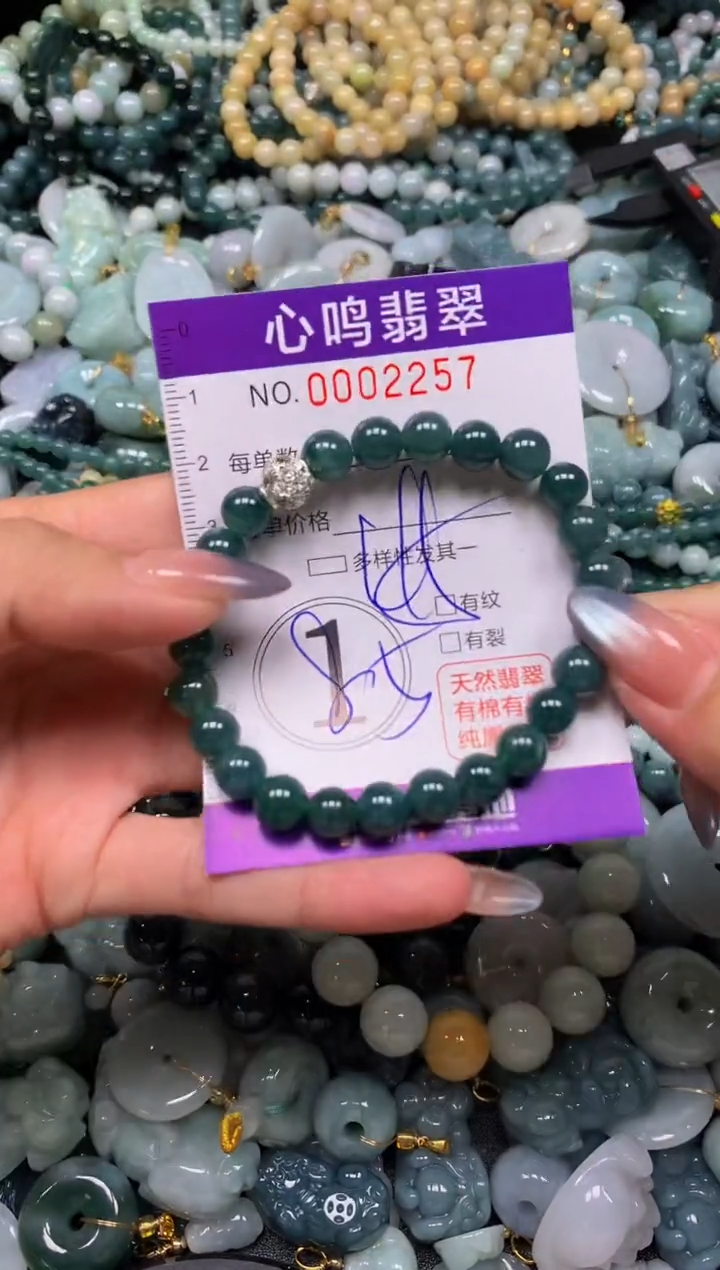 心鸣翡翠
NO. 0002257
0
1
2
每单数
3
单价格
多样性发其一
有纹
5
1
有裂
天然翡翠
有棉有
纯